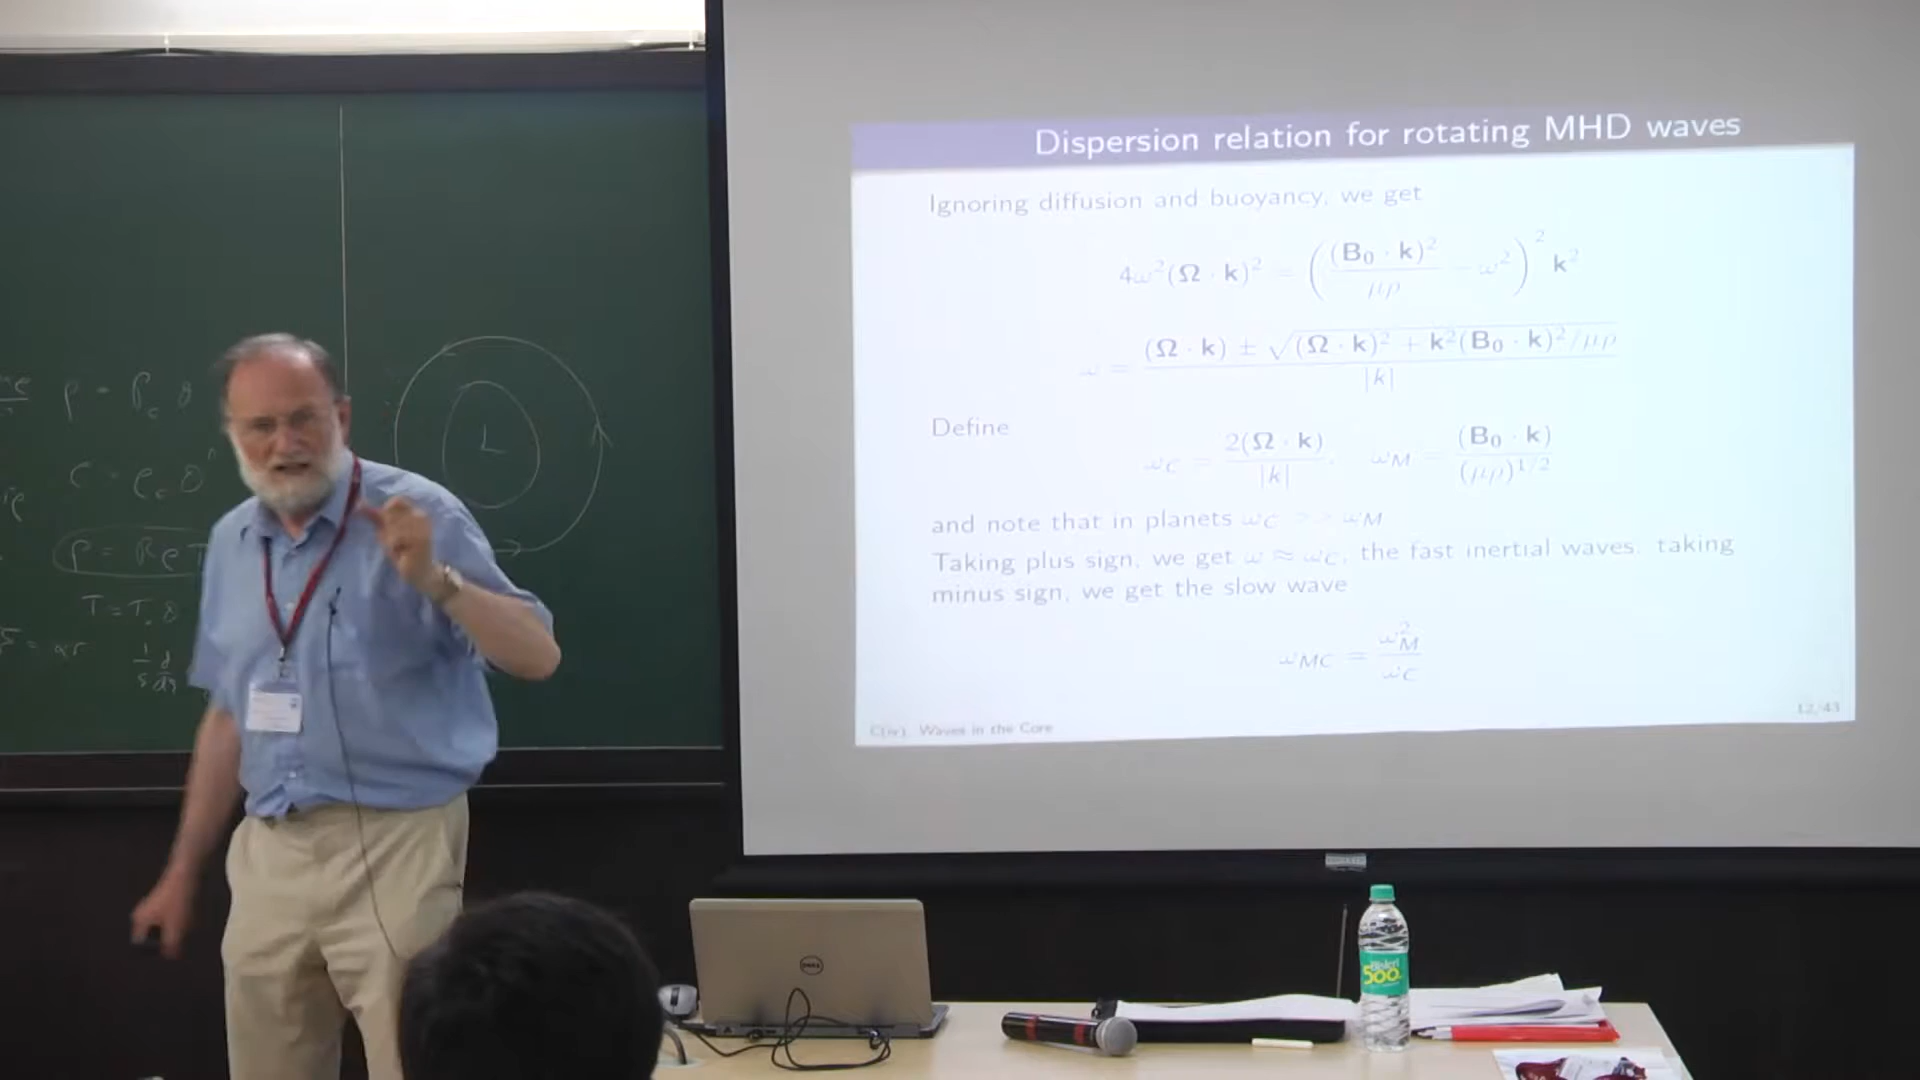 Dispersion relation for rotating MHD waves
Ignoring diffusion and buoyancy, we get
4ω²(Ω · k)² = ((B₀ · k)²/μρ − ω²)² k²
ω = ((Ω · k) ± √(Ω · k)² + k²(B₀ · k)²/μρ)/|k|
Define
ω_C = 2(Ω · k)/|k|, ω_M = (B₀ · k)/(μρ)^1/2
and note that in planets ω_C >> ω_M
Taking plus sign, we get ω ≈ ω_C, the fast inertial waves. taking
minus sign, we get the slow wave
ω_MC = ω_M²/ω_C
C(iv). Waves in the Core
12/43
L
T = T
DELL
500